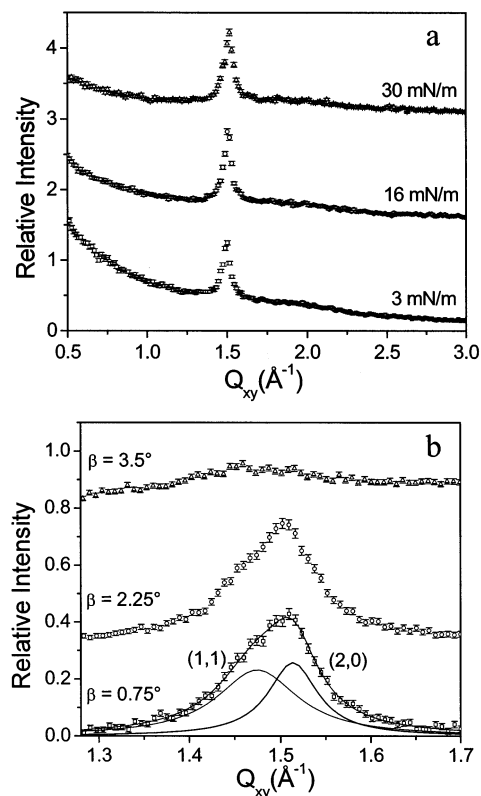 a
4
3
2
1
0
30 mN/m
16 mN/m
3 mN/m
Relative Intensity
0.5 1.0 1.5 2.0 2.5 3.0
Qxy(Å-1)
b
1.0
0.8
0.6
0.4
0.2
0.0
β = 3.5°
β = 2.25°
β = 0.75°
(1,1)
(2,0)
Relative Intensity
1.3 1.4 1.5 1.6 1.7
Qxy(Å-1)